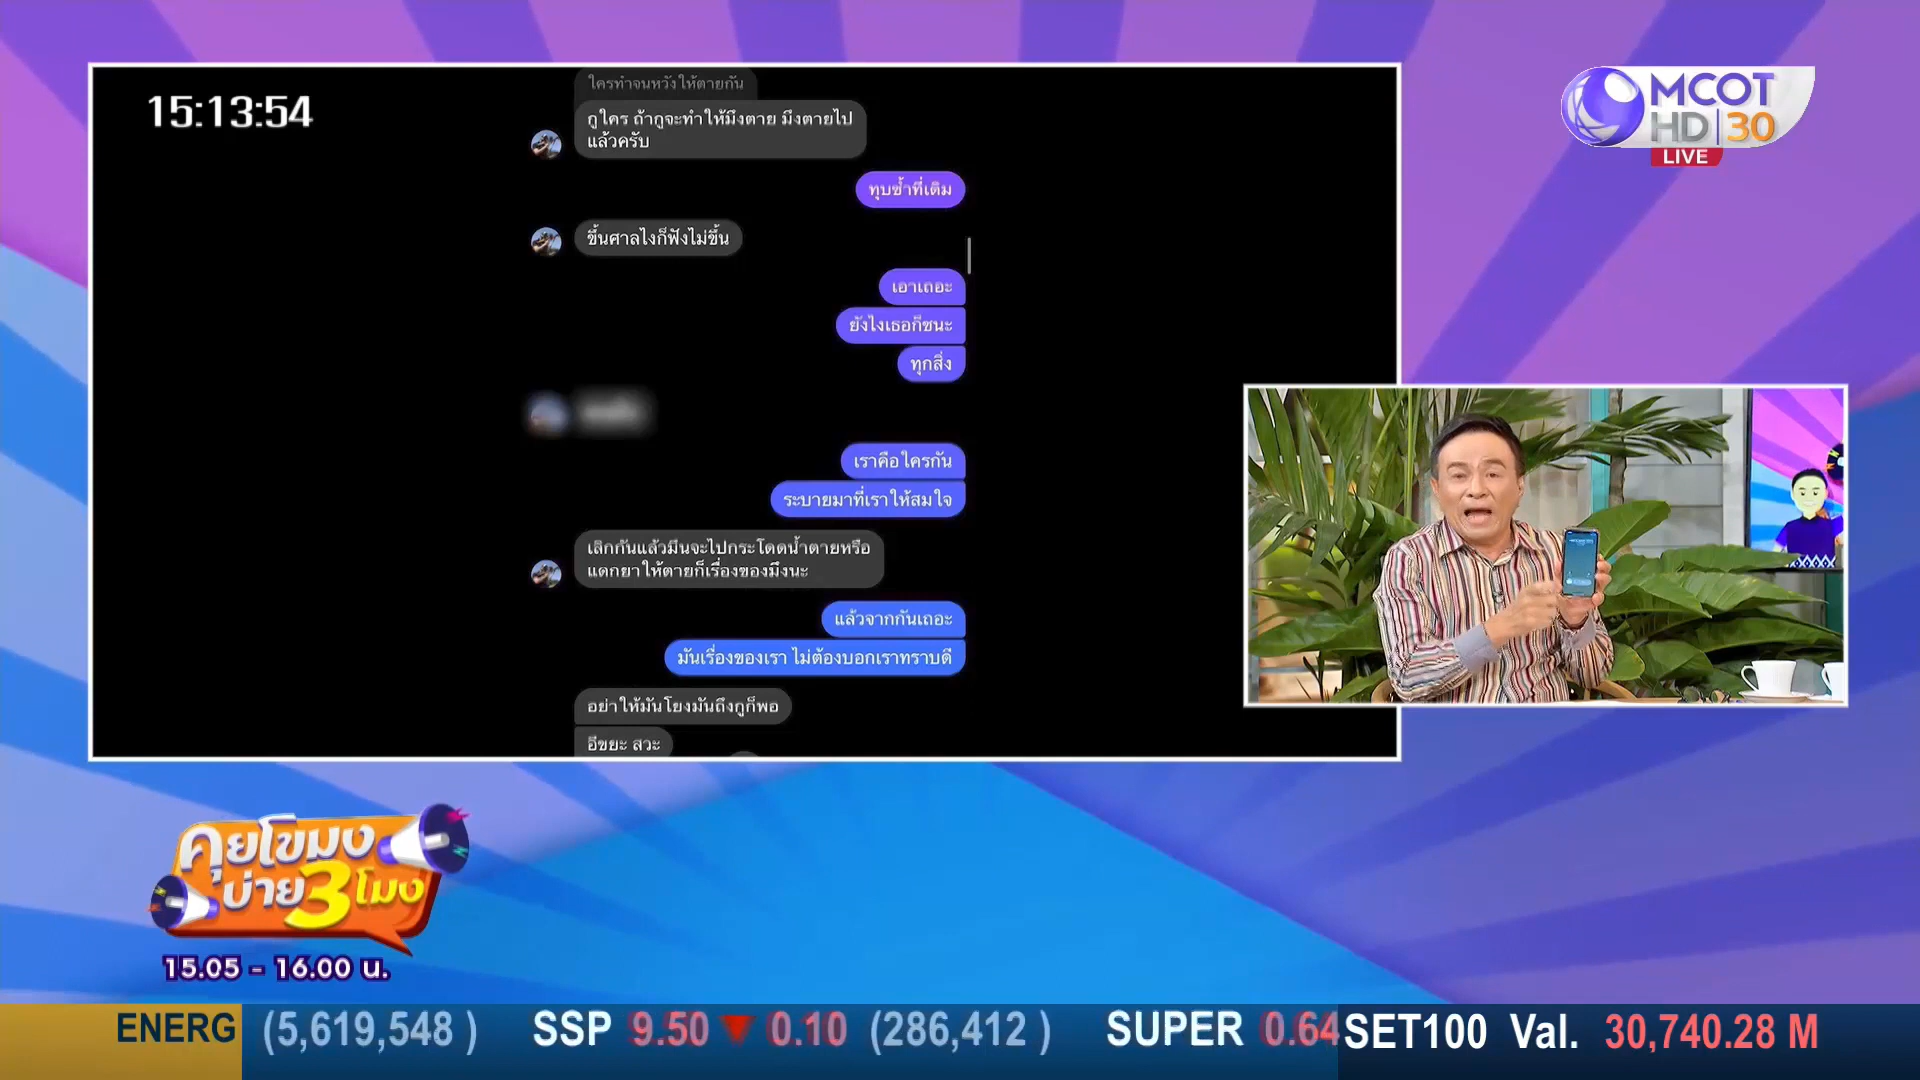 15:13:54
ใครทำจนหวังให้ตายกัน
กูใคร ถ้ากูจะทำให้มึงตาย มึงตายไป
แล้วครับ
ทุบซ้ำที่เดิม
ขึ้นศาลไงก็ฟังไม่ขึ้น
เอาเถอะ
ยังไงเธอก็ชนะ
ทุกสิ่ง
เราคือใครกัน
ระบายมาที่เราให้สมใจ
เลิกกันแล้วมึนจะไปกระโดดน้ำตายหรือ
แดกยาให้ตายก็เรื่องของมึงนะ
แล้วจากกันเถอะ
มันเรื่องของเรา ไม่ต้องบอกเราทราบดี
อย่าให้มันโยงมันถึงกูก็พอ
อีขยะ สวะ
MCOT
HD 30
LIVE
คุยโขมง
บ่าย 3 โมง
15.05 - 16.00 น.
ENERG (5,619,548 ) SSP 9.50 ▼ 0.10 (286,412 ) SUPER 0.64 SET100 Val. 30,740.28 M